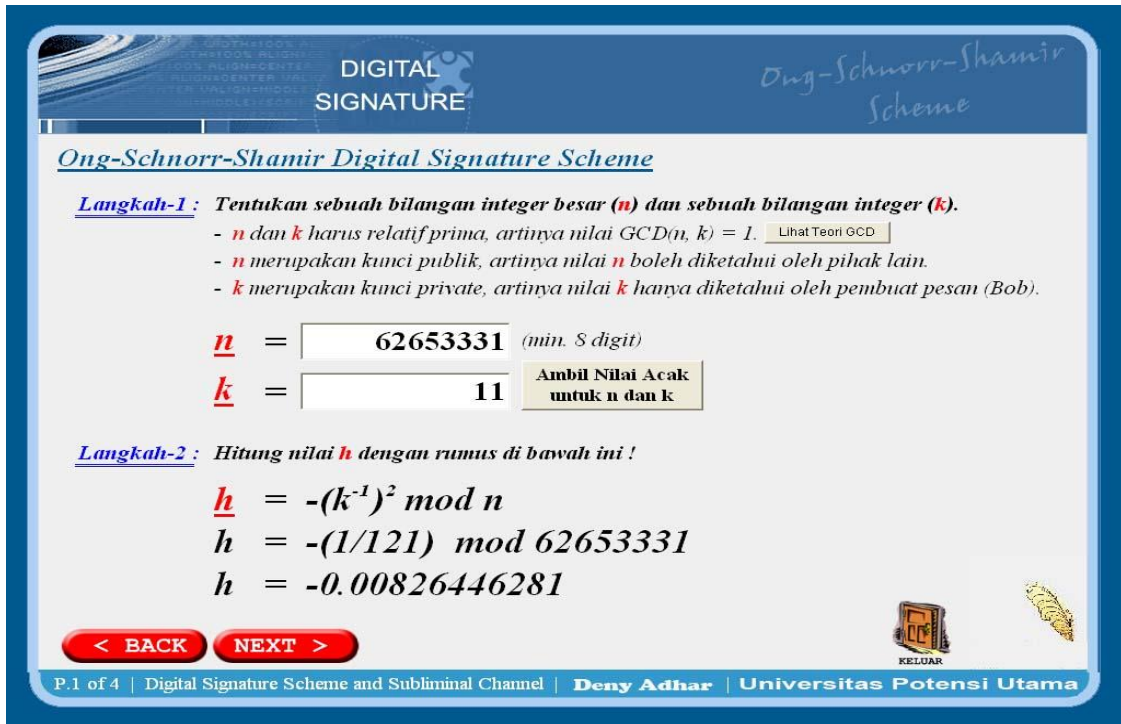 DIGITAL
SIGNATURE
Ong-Schnorr-Shamir
Scheme
Ong-Schnorr-Shamir Digital Signature Scheme
Langkah-1 : Tentukan sebuah bilangan integer besar (n) dan sebuah bilangan integer (k).
- n dan k harus relatif prima, artinya nilai GCD(n, k) = 1. Lihat Teori GCD
- n merupakan kunci publik, artinya nilai n boleh diketahui oleh pihak lain.
- k merupakan kunci private, artinya nilai k hanya diketahui oleh pembuat pesan (Bob).
n = 62653331 (min. 8 digit)
k = 11 Ambil Nilai Acak
untuk n dan k
Langkah-2 : Hitung nilai h dengan rumus di bawah ini !
h = -(k⁻¹)² mod n
h = -(1/121) mod 62653331
h = -0.00826446281
< BACK NEXT >
KELUAR
P.1 of 4 | Digital Signature Scheme and Subliminal Channel | Deny Adhar | Universitas Potensi Utama